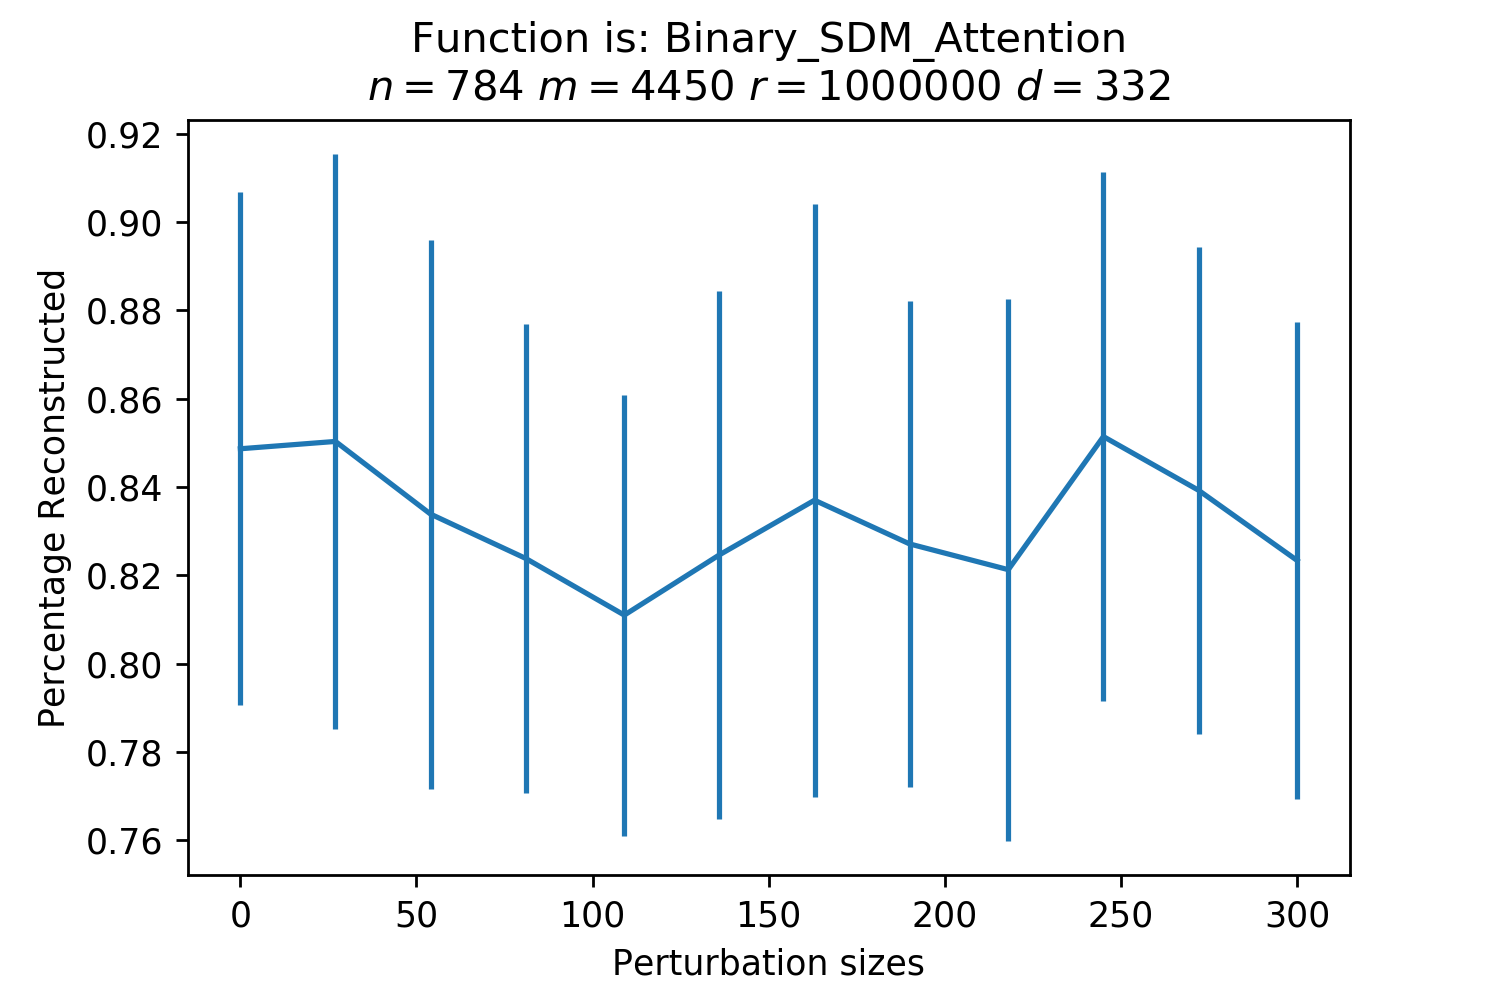 Function is: Binary_SDM_Attention
n = 784 m = 4450 r = 1000000 d = 332
0.92
0.90
0.88
0.86
0.84
0.82
0.80
0.78
0.76
Percentage Reconstructed
0 50 100 150 200 250 300
Perturbation sizes